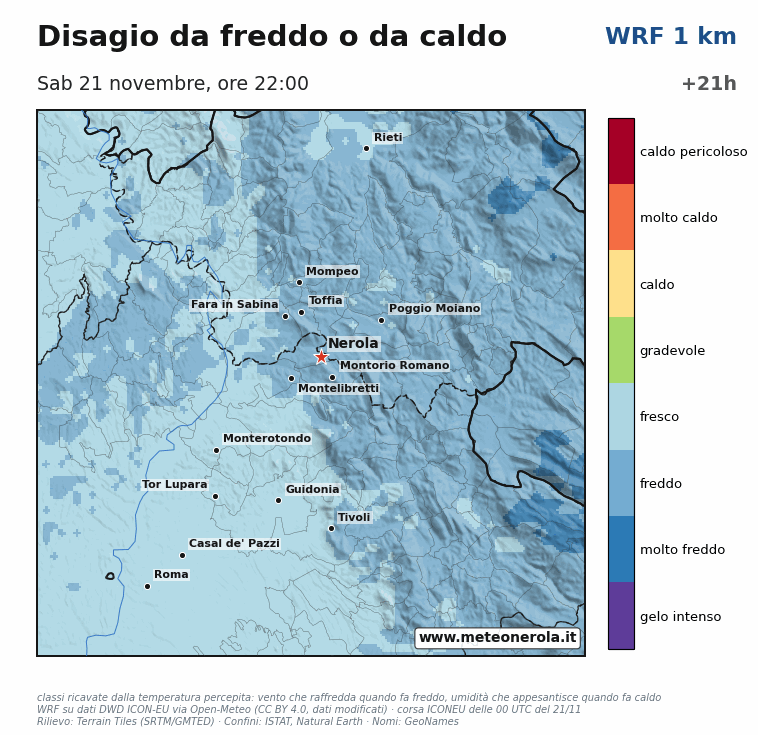 Disagio da freddo o da caldo
WRF 1 km
Sab 21 novembre, ore 22:00
+21h
Rieti
Mompeo
Toffia
Fara in Sabina
Poggio Moiano
Nerola
Montorio Romano
Montelibretti
Monterotondo
Tor Lupara
Guidonia
Tivoli
Casal de' Pazzi
Roma
www.meteonerola.it
caldo pericoloso
molto caldo
caldo
gradevole
fresco
freddo
molto freddo
gelo intenso
classi ricavate dalla temperatura percepita: vento che raffredda quando fa freddo, umidità che appesantisce quando fa caldo
WRF su dati DWD ICON-EU via Open-Meteo (CC BY 4.0, dati modificati) · corsa ICONEU delle 00 UTC del 21/11
Rilievo: Terrain Tiles (SRTM/GMTED) · Confini: ISTAT, Natural Earth · Nomi: GeoNames